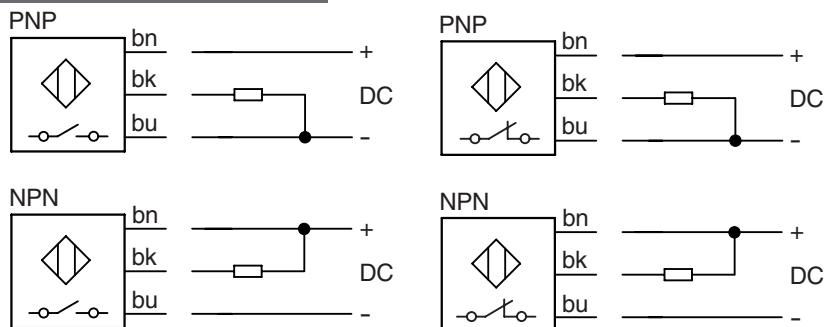 PNP
bn
+
bk
DC
bu
-
PNP
bn
+
bk
DC
bu
-
NPN
bn
+
bk
DC
bu
-
NPN
bn
+
bk
DC
bu
-